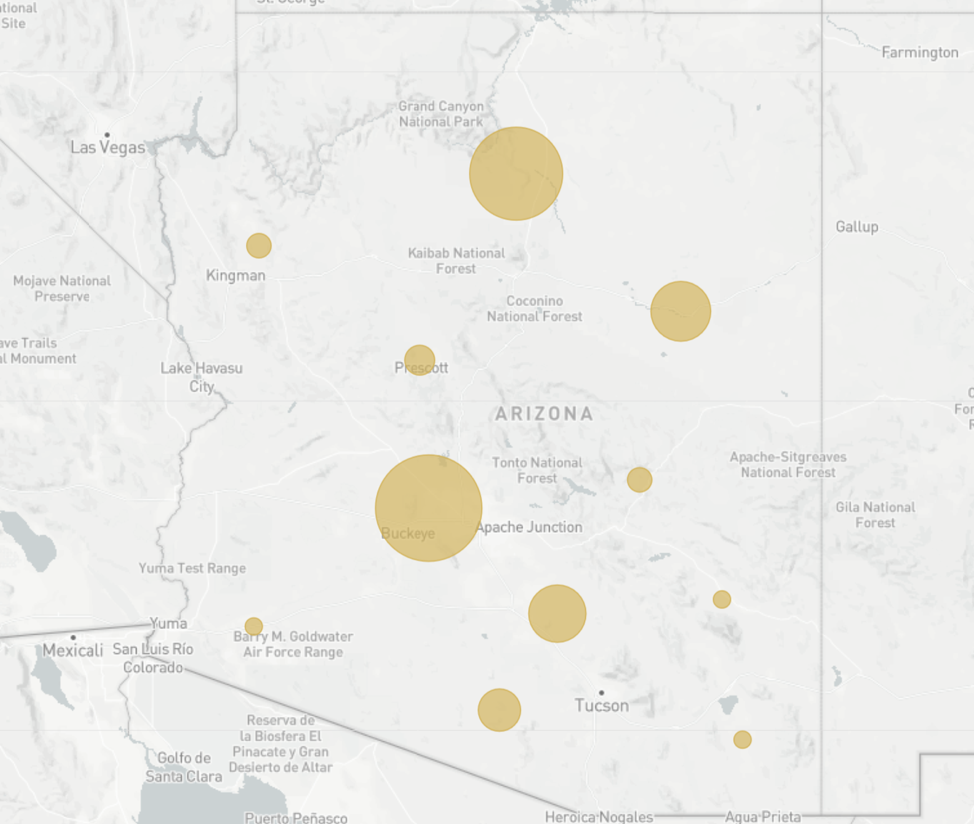 St. George
Site
Farmington
Grand Canyon
National Park
Las Vegas
Gallup
Kaibab National
Forest
Kingman
Mojave National
Preserve
Coconino
National Forest
Trails
Monument
Lake Havasu
City
Prescott
ARIZONA
Tonto National
Forest
Apache-Sitgreaves
National Forest
Gila National
Forest
Buckeye
Apache Junction
Yuma Test Range
Yuma
Barry M. Goldwater
Air Force Range
Mexicali
San Luis Río
Colorado
Tucson
Reserva de
la Biosfera El
Pinacate y Gran
Desierto de Altar
Golfo de
Santa Clara
Puerto Peñasco
Heroica Nogales
Agua Prieta